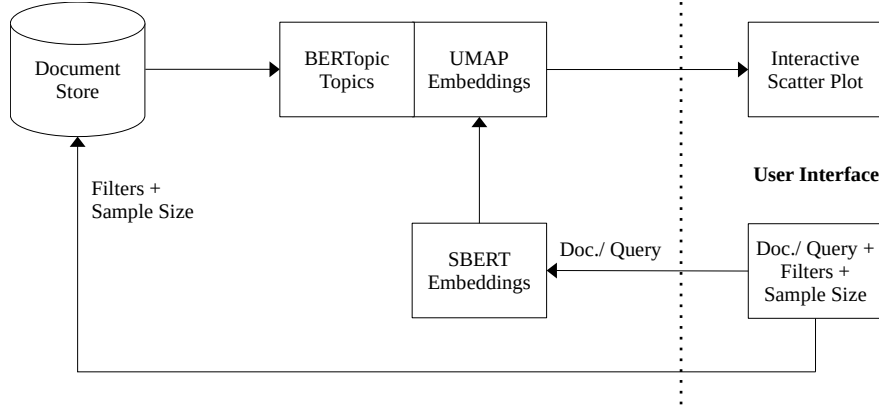 Document
Store
BERTopic
Topics
UMAP
Embeddings
Interactive
Scatter Plot
Filters +
Sample Size
User Interface
SBERT
Embeddings
Doc./ Query
Doc./ Query +
Filters +
Sample Size